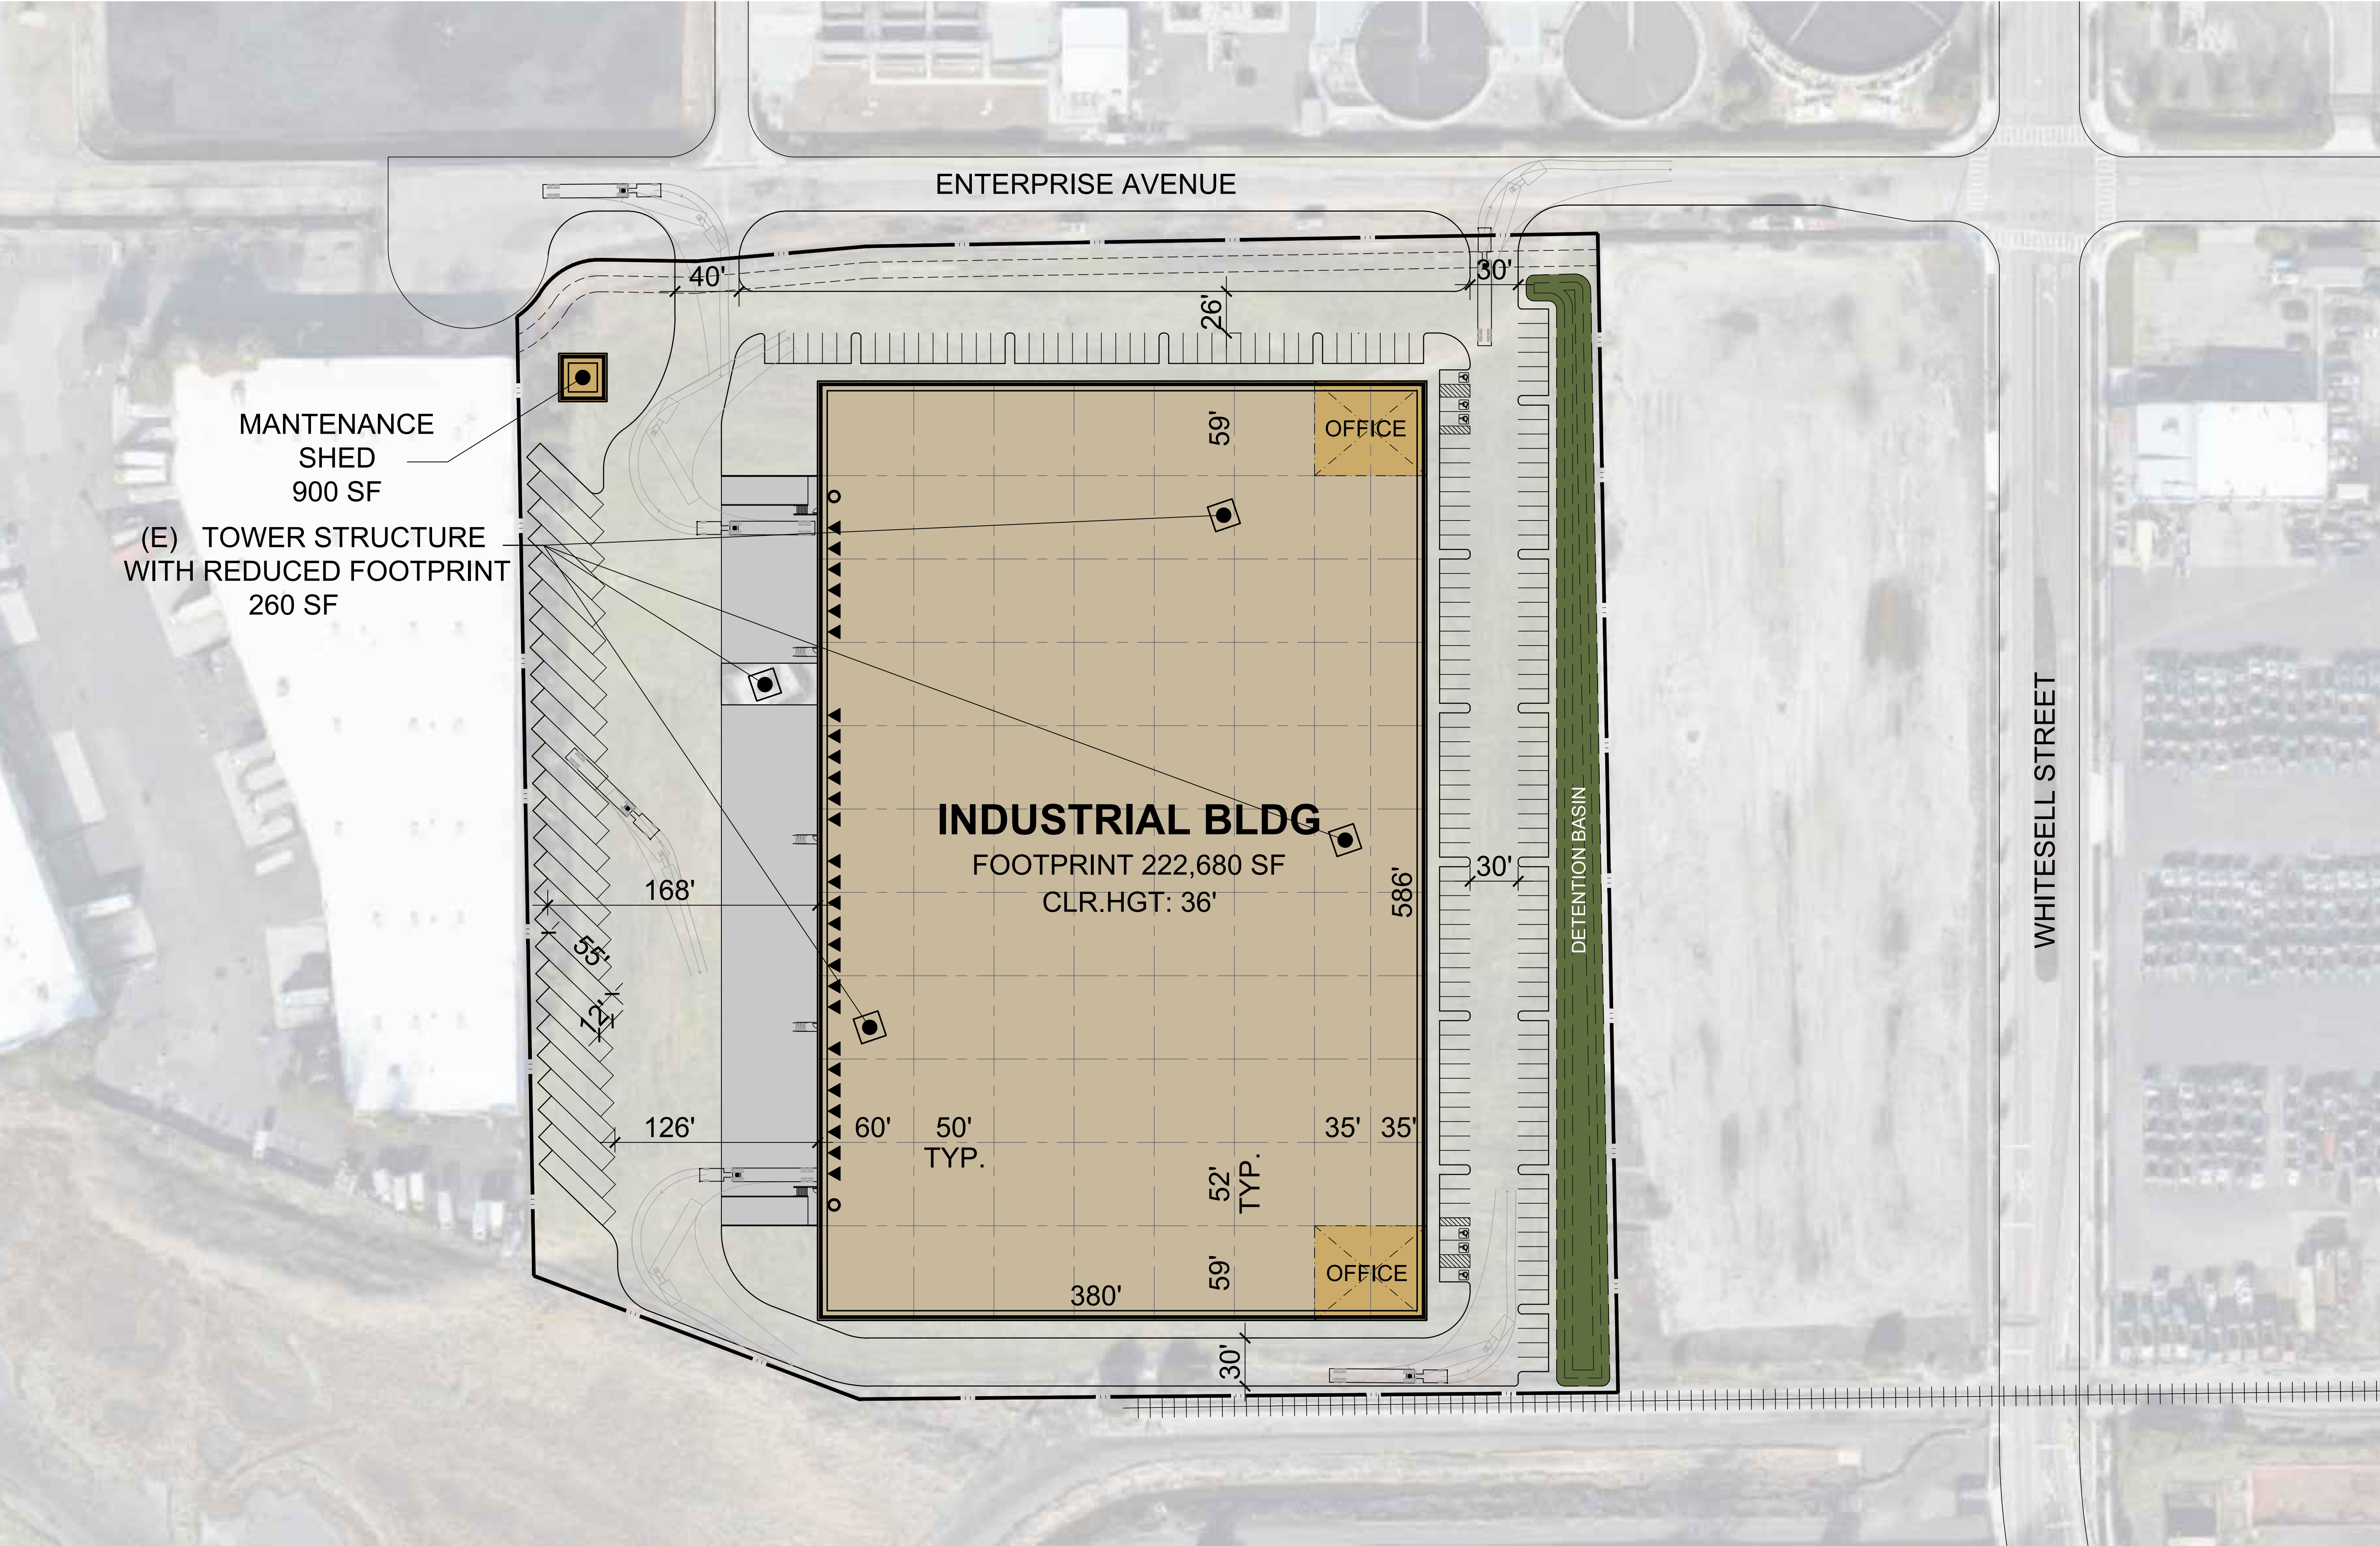 ENTERPRISE AVENUE
40'
30'
26'
MANTENANCE
SHED
900 SF
(E) TOWER STRUCTURE
WITH REDUCED FOOTPRINT
260 SF
59'
OFFICE
INDUSTRIAL BLDG
FOOTPRINT 222,680 SF
CLR.HGT: 36'
586'
30'
DETENTION BASIN
WHITESELL STREET
168'
55'
12'
126'
60'
50'
TYP.
35'
35'
52'
TYP.
59'
OFFICE
380'
30'